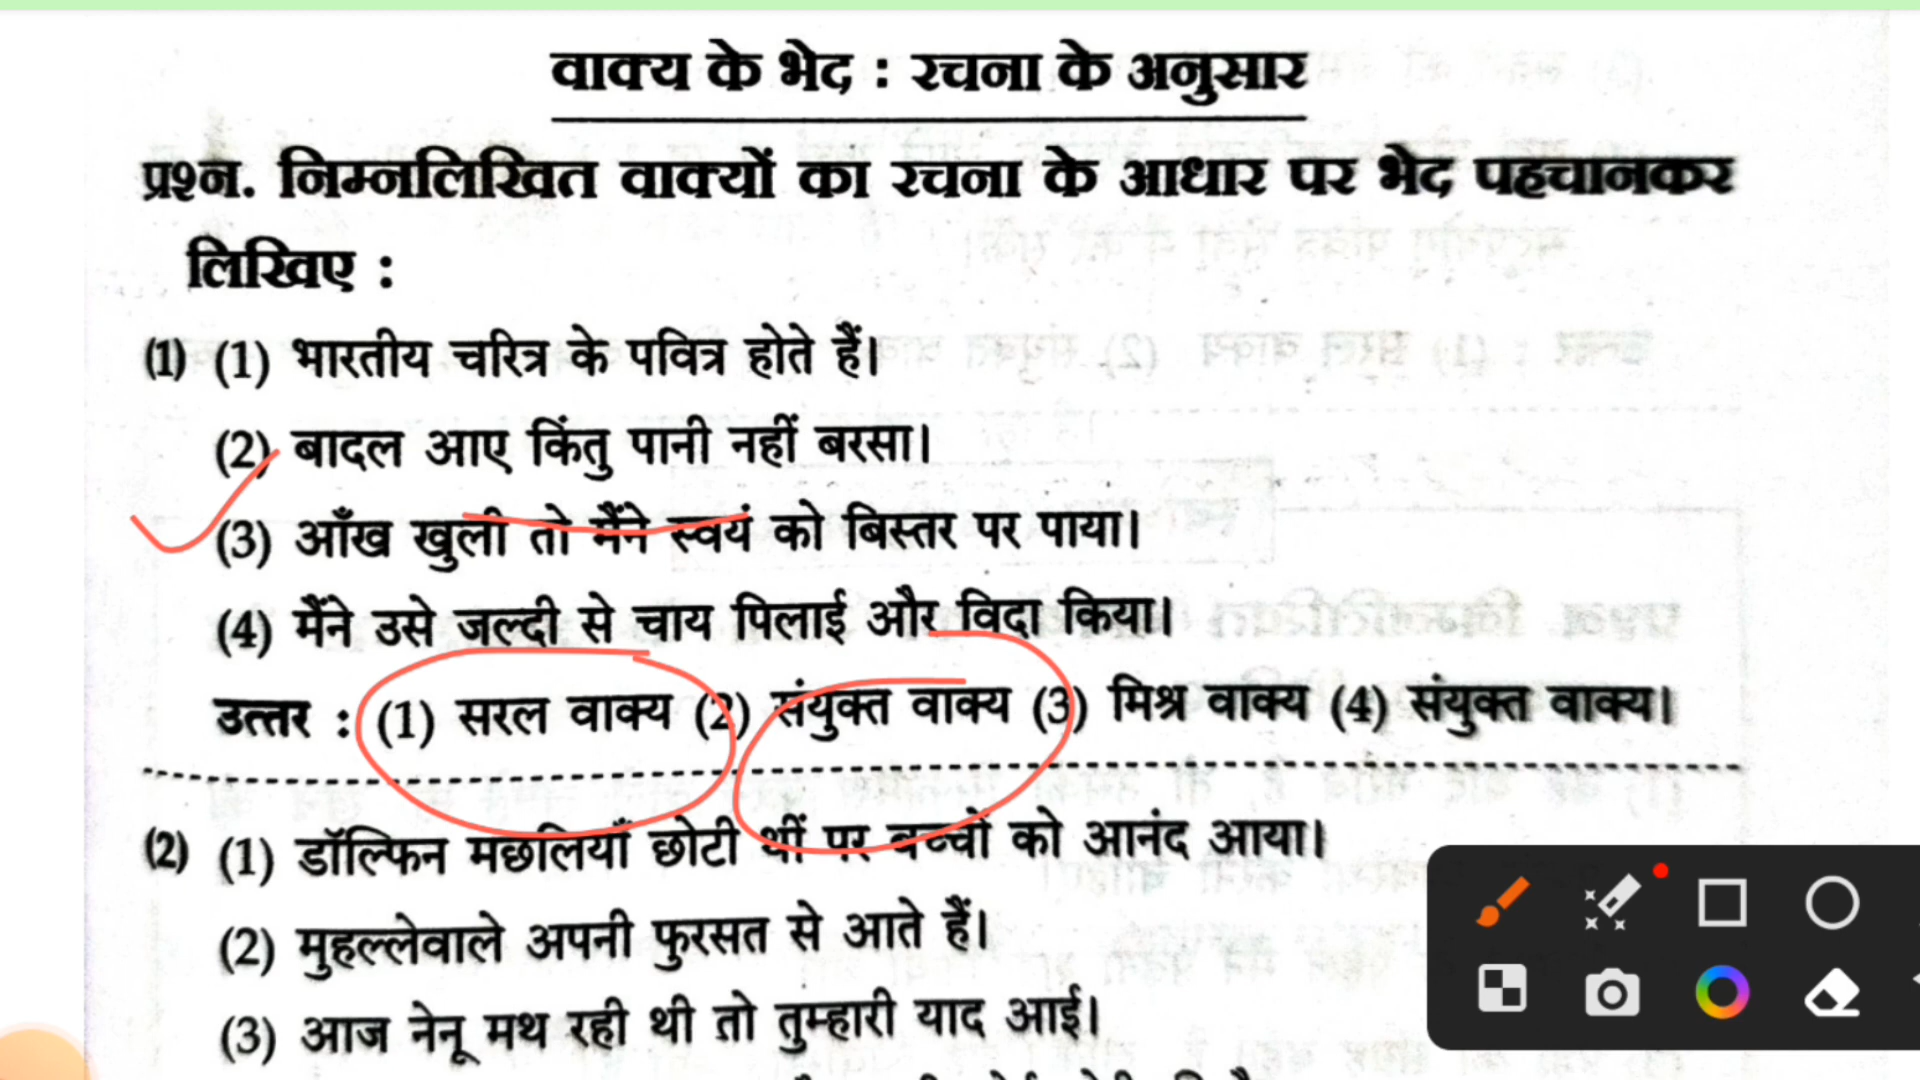 वाक्य के भेद : रचना के अनुसार
प्रश्न. निम्नलिखित वाक्यों का रचना के आधार पर भेद पहचानकर
लिखिए :
(1) (1) भारतीय चरित्र के पवित्र होते हैं।
(2) बादल आए किंतु पानी नहीं बरसा।
(3) आँख खुली तो मैंने स्वयं को बिस्तर पर पाया।
(4) मैंने उसे जल्दी से चाय पिलाई और विदा किया।
उत्तर : (1) सरल वाक्य (2) संयुक्त वाक्य (3) मिश्र वाक्य (4) संयुक्त वाक्य।
(2) (1) डॉल्फिन मछलियाँ छोटी थीं पर बच्चों को आनंद आया।
(2) मुहल्लेवाले अपनी फुरसत से आते हैं।
(3) आज नेनू मथ रही थी तो तुम्हारी याद आई।